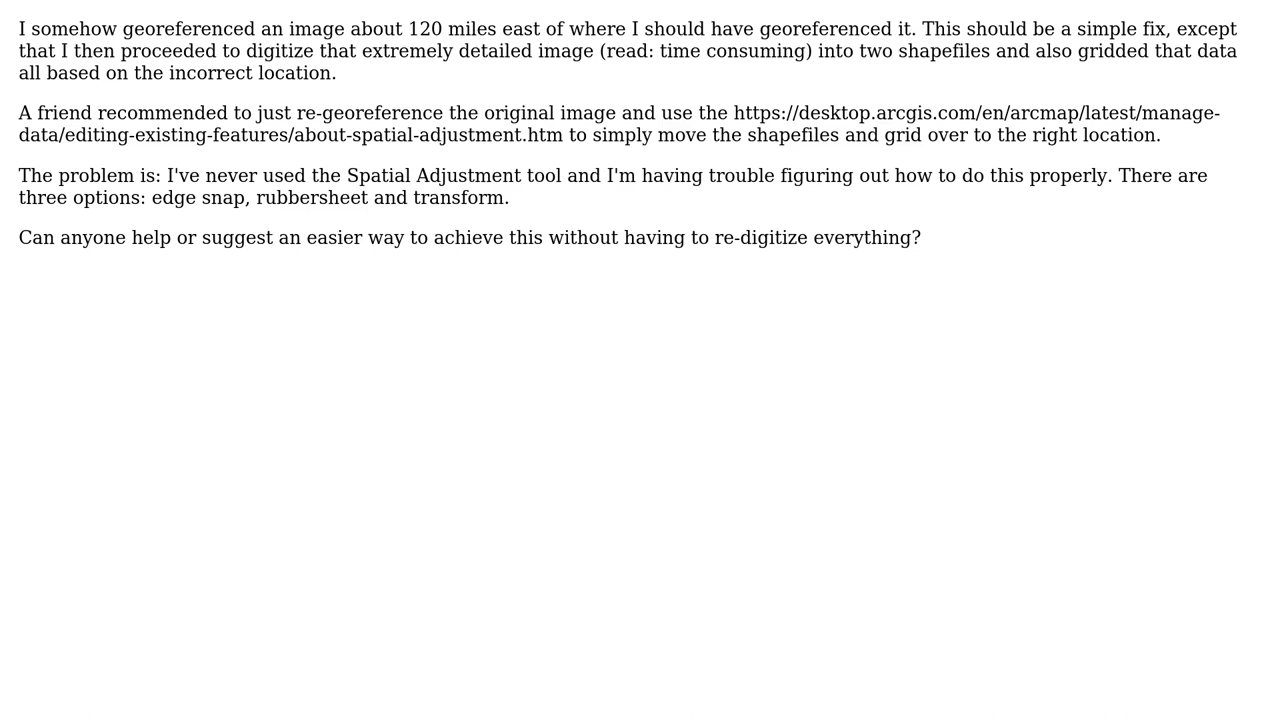 I somehow georeferenced an image about 120 miles east of where I should have georeferenced it. This should be a simple fix, except
that I then proceeded to digitize that extremely detailed image (read: time consuming) into two shapefiles and also gridded that data
all based on the incorrect location.
A friend recommended to just re-georeference the original image and use the https://desktop.arcgis.com/en/arcmap/latest/manage-
data/editing-existing-features/about-spatial-adjustment.htm to simply move the shapefiles and grid over to the right location.
The problem is: I've never used the Spatial Adjustment tool and I'm having trouble figuring out how to do this properly. There are
three options: edge snap, rubbersheet and transform.
Can anyone help or suggest an easier way to achieve this without having to re-digitize everything?